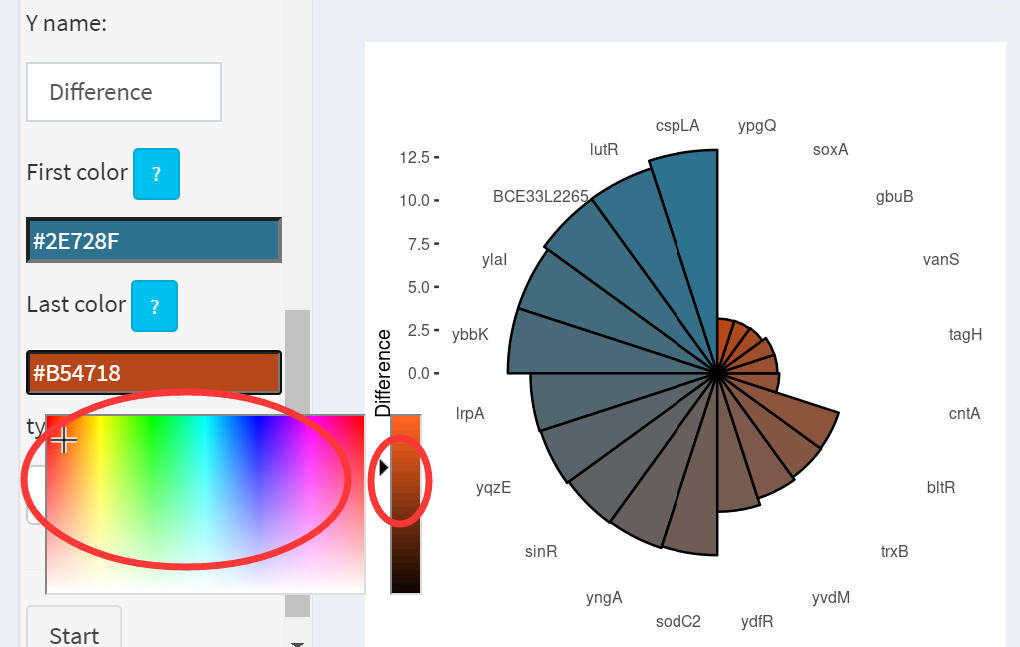 Y name:
Difference
First color ?
#2E728F
Last color ?
#B54718
ty
Start
Difference
12.5
10.0
7.5
5.0
2.5
0.0
cspLA
ypgQ
lutR
soxA
BCE33L2265
gbuB
ylaI
vanS
ybbK
tagH
lrpA
cntA
yqzE
bltR
sinR
trxB
yngA
yvdM
sodC2
ydfR